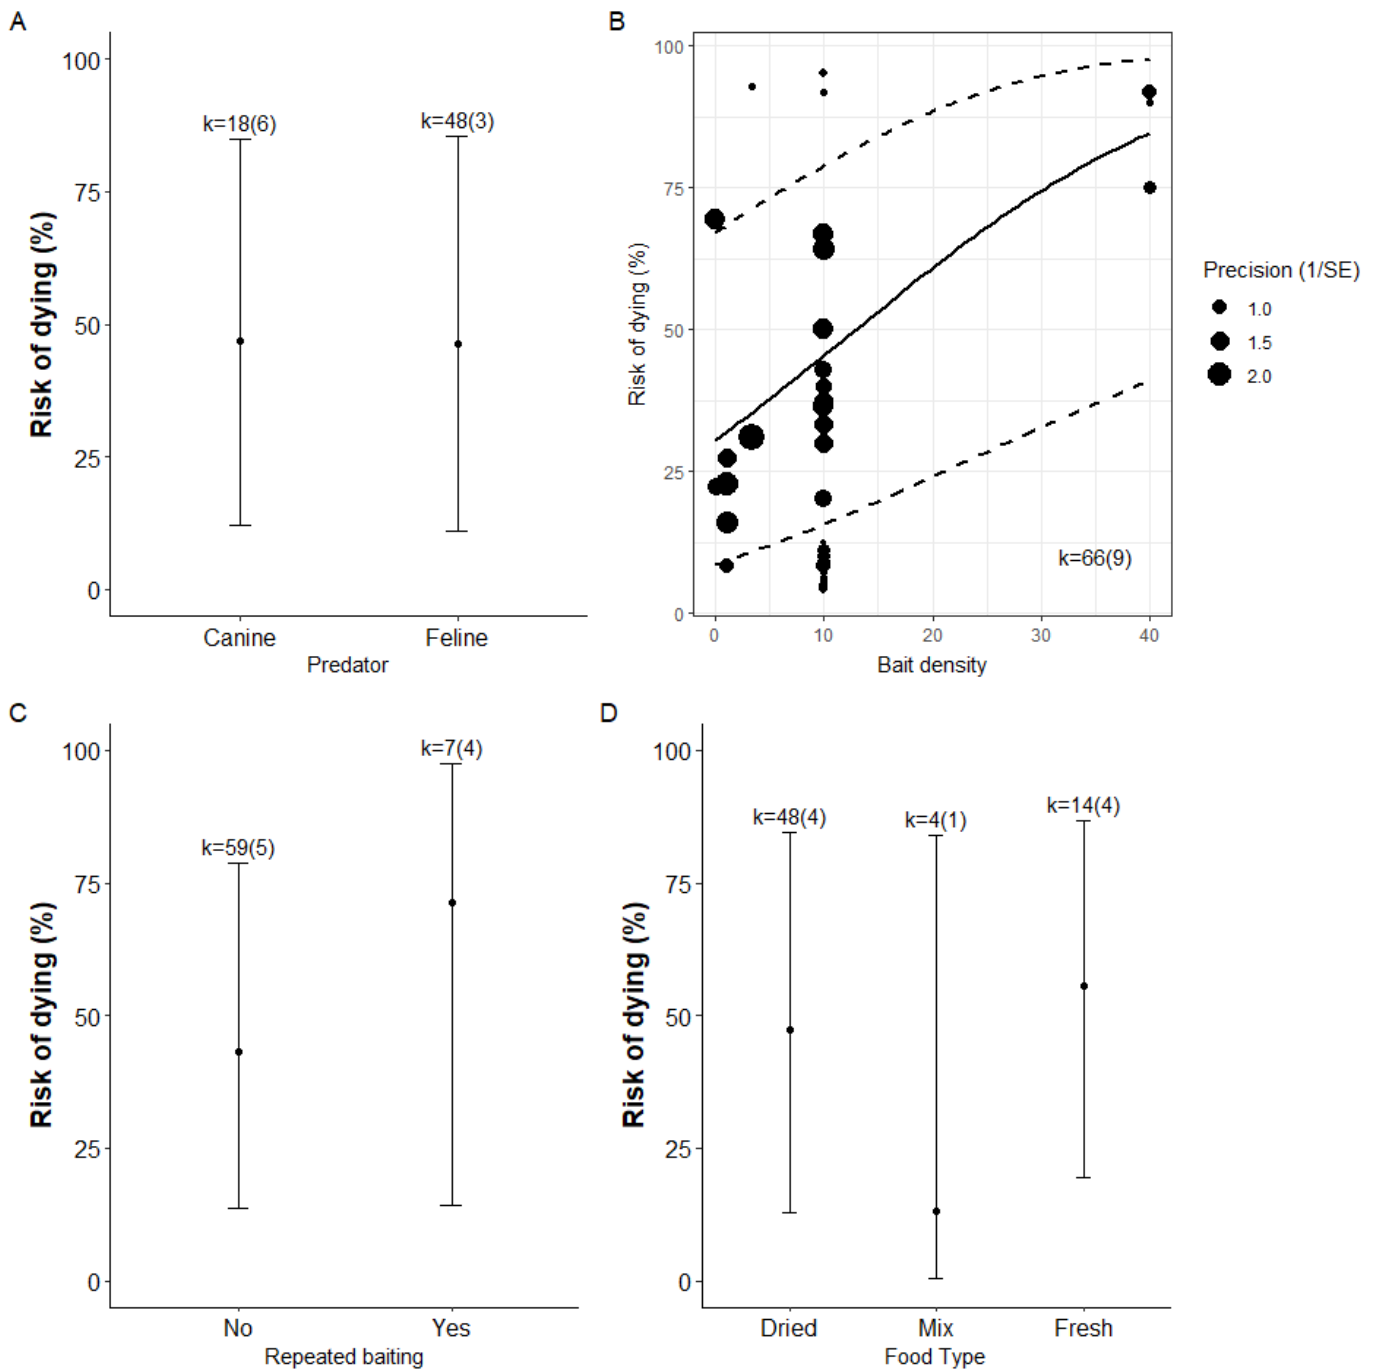 A
Risk of dying (%)
100
75
50
25
0
k=18(6)
k=48(3)
Canine
Feline
Predator
B
Risk of dying (%)
100
75
50
25
0
k=66(9)
0
10
20
30
40
Bait density
Precision (1/SE)
1.0
1.5
2.0
C
Risk of dying (%)
100
75
50
25
0
k=59(5)
k=7(4)
No
Yes
Repeated baiting
D
Risk of dying (%)
100
75
50
25
0
k=48(4)
k=4(1)
k=14(4)
Dried
Mix
Fresh
Food Type